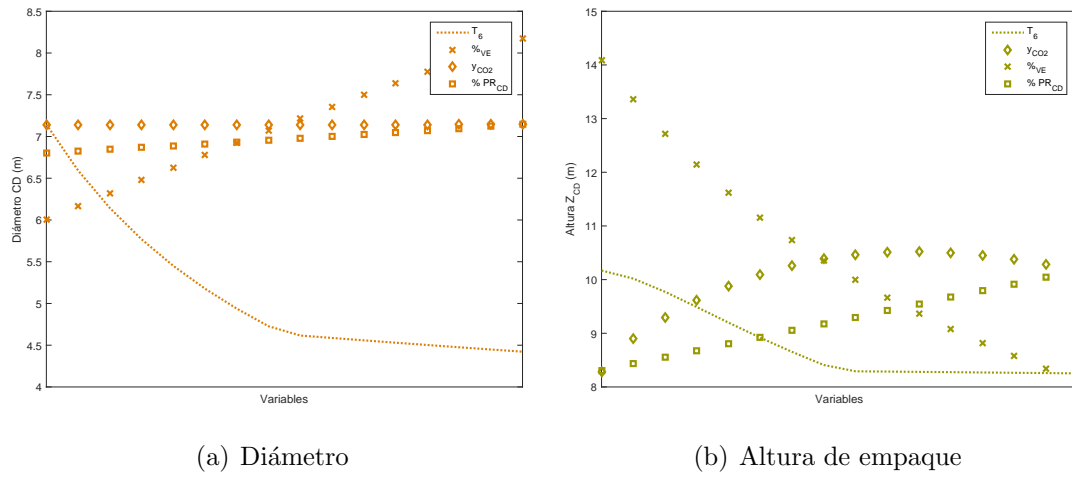 8.5
8
7.5
7
6.5
6
5.5
5
4.5
4
Diámetro CD (m)
Variables
T6
%VE
yCO2
% PRCD
15
14
13
12
11
10
9
8
Altura ZCD (m)
Variables
T6
yCO2
%VE
% PRCD
(a) Diámetro
(b) Altura de empaque